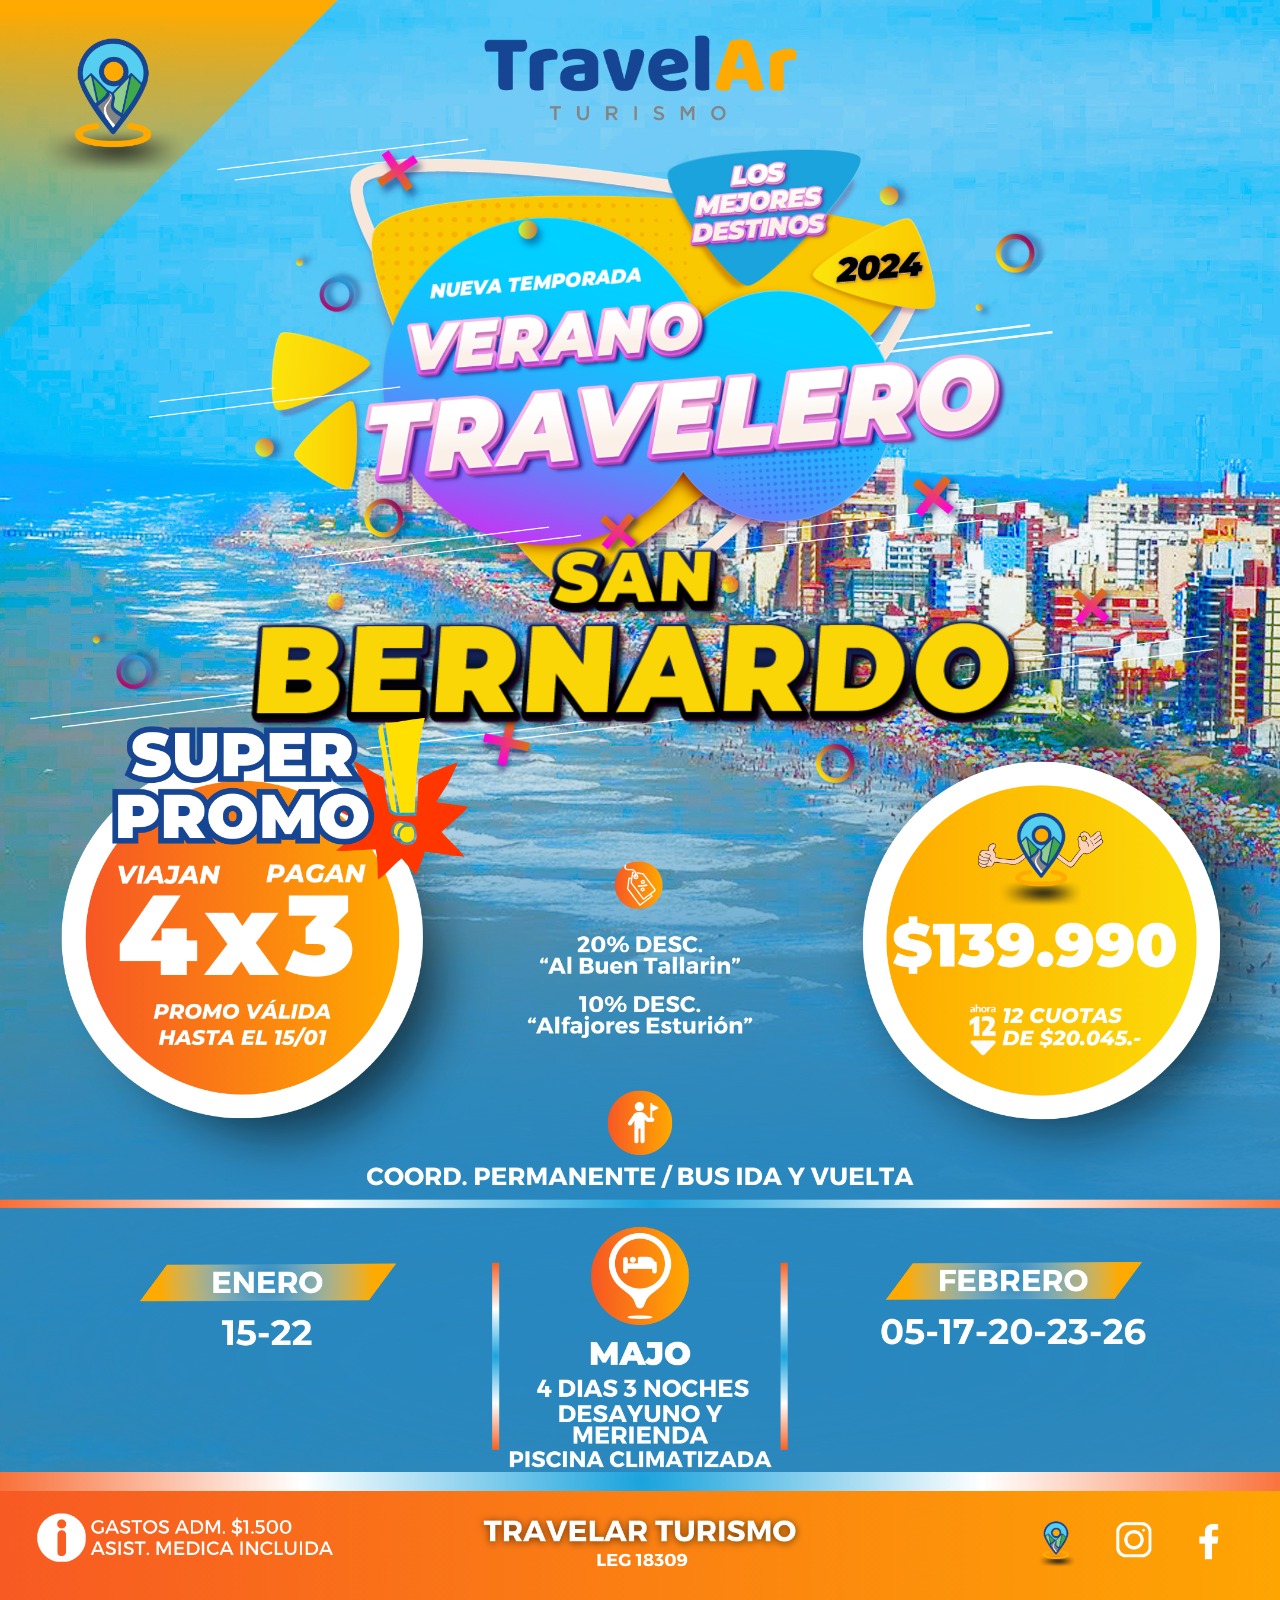 TravelAr
TURISMO
LOS
MEJORES
DESTINOS
2024
NUEVA TEMPORADA
VERANO
TRAVELERO
SAN
BERNARDO
SUPER
PROMO!
VIAJAN PAGAN
4x3
PROMO VÁLIDA
HASTA EL 15/01
%
20% DESC.
“Al Buen Tallarin”
10% DESC.
“Alfajores Esturión”
$139.990
ahora
12
12 CUOTAS
DE $20.045.-
COORD. PERMANENTE / BUS IDA Y VUELTA
ENERO
15-22
MAJO
4 DIAS 3 NOCHES
DESAYUNO Y
MERIENDA
PISCINA CLIMATIZADA
FEBRERO
05-17-20-23-26
GASTOS ADM. $1.500
ASIST. MEDICA INCLUIDA
TRAVELAR TURISMO
LEG 18309